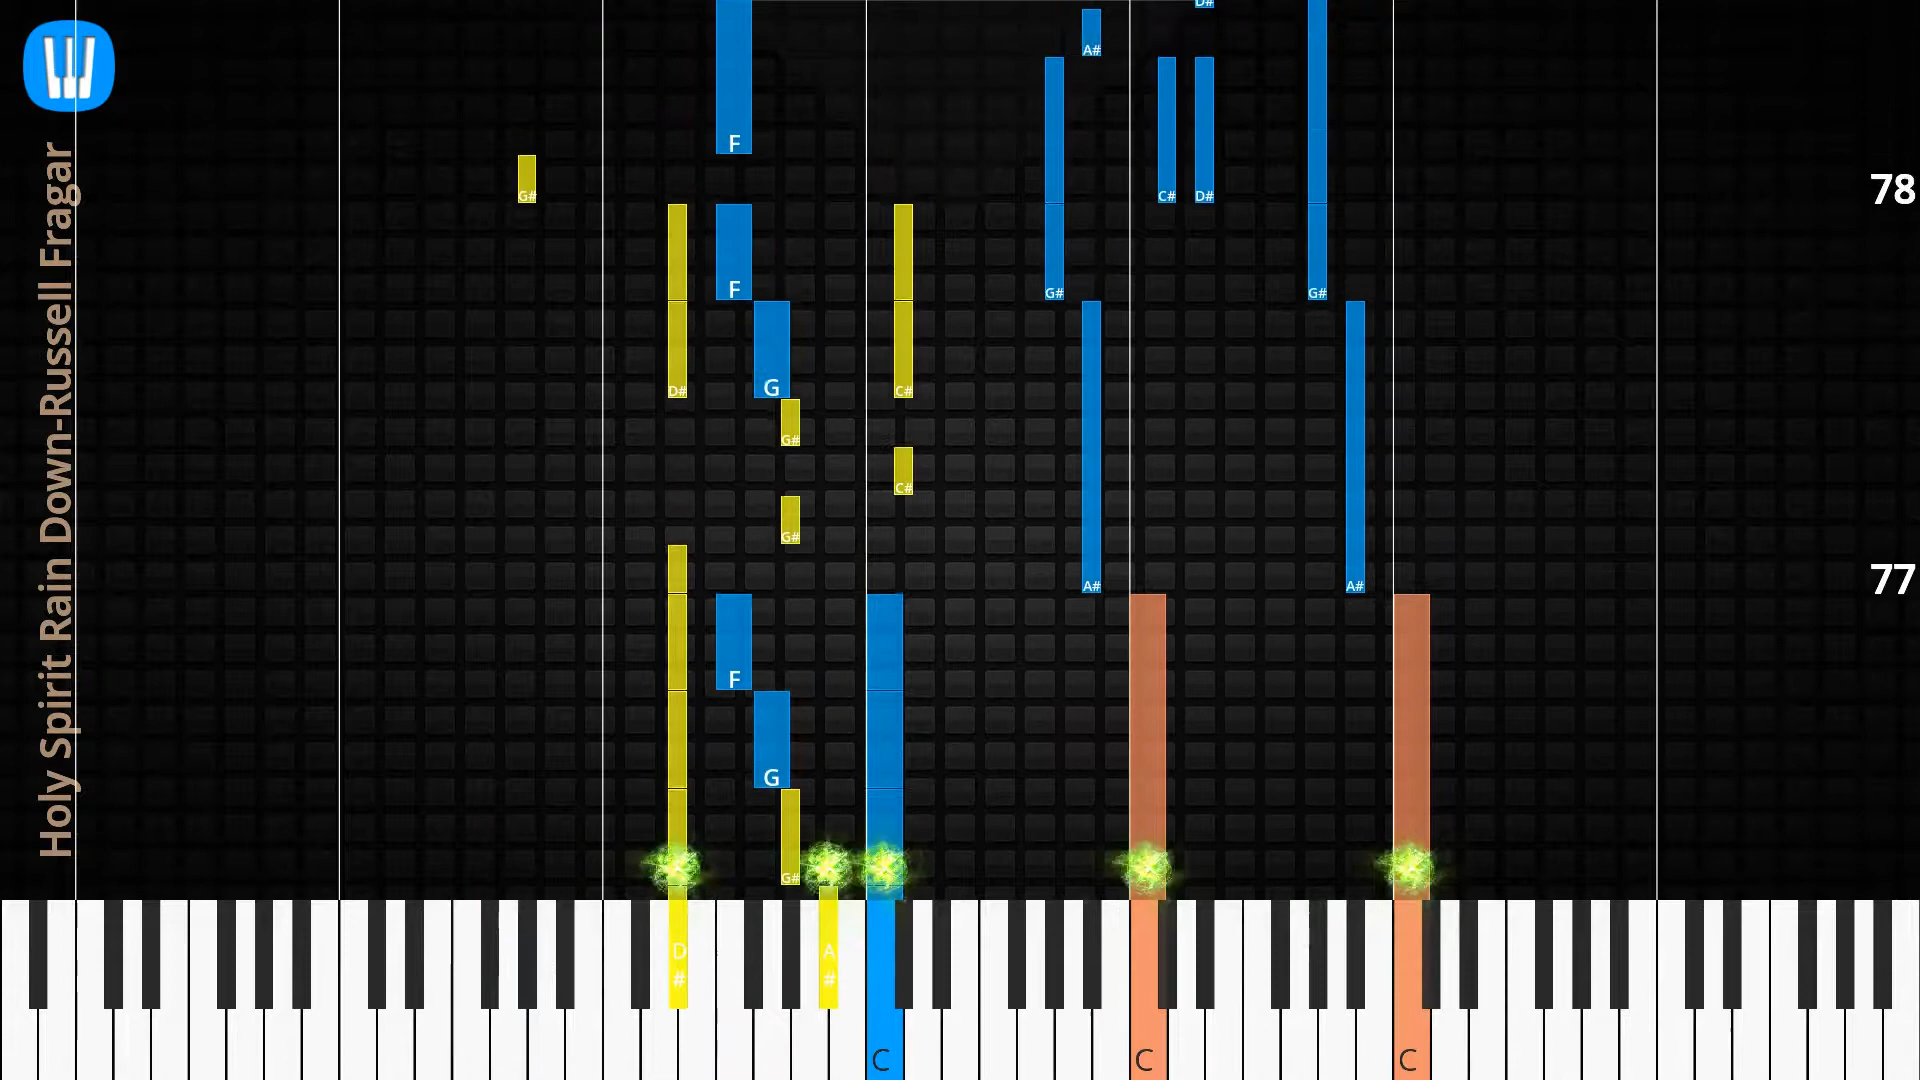 Holy Spirit Rain Down-Russell Fragar
D#
A#
F
78
G#
G#
C#
D#
F
G#
G#
G
D#
C#
G#
C#
G#
77
A#
A#
F
G
G#
D
#
A
#
C
C
C